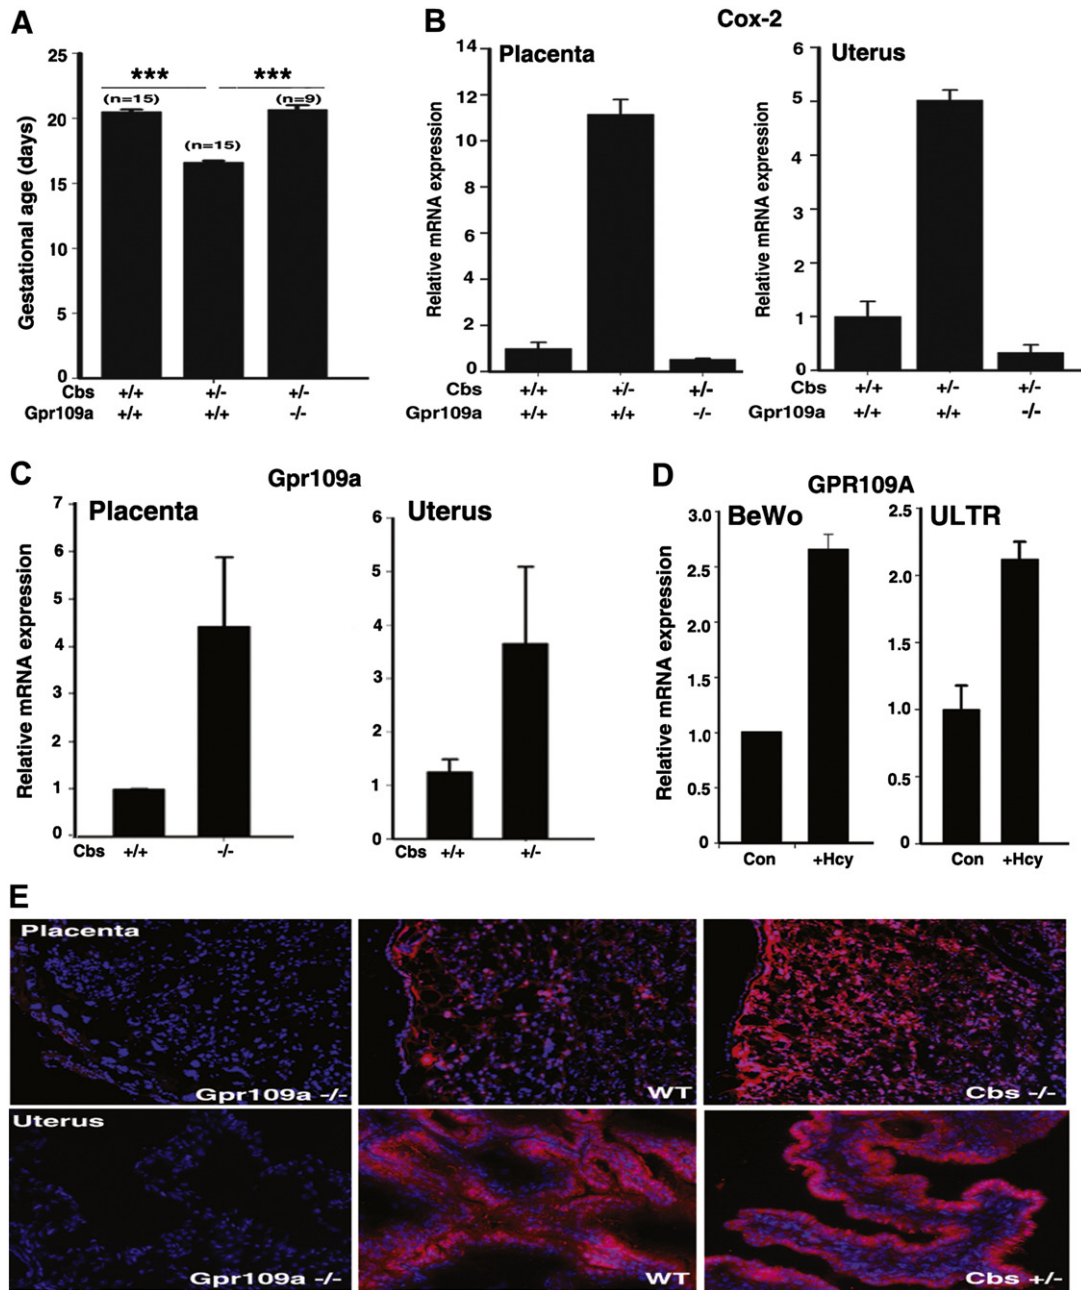 A
Gestational age (days)
25
20
15
10
5
0
***
***
(n=15)
(n=15)
(n=9)
Cbs +/+ +/- +/-
Gpr109a +/+ +/+ -/-
B
Cox-2
Placenta
Relative mRNA expression
14
12
10
8
6
4
2
0
Cbs +/+ +/- +/-
Gpr109a +/+ +/+ -/-
Uterus
Relative mRNA expression
6
5
4
3
2
1
0
+/+ +/- +/-
+/+ +/+ -/-
C
Gpr109a
Placenta
Relative mRNA expression
7
6
5
4
3
2
1
0
Cbs +/+ -/-
Uterus
6
5
4
3
2
1
0
Cbs +/+ +/-
D
GPR109A
BeWo
Relative mRNA expression
3.0
2.5
2.0
1.5
1.0
0.5
0
Con +Hcy
ULTR
2.5
2.0
1.5
1.0
0.5
0
Con +Hcy
E
Placenta
Gpr109a -/-
WT
Cbs -/-
Uterus
Gpr109a -/-
WT
Cbs +/-